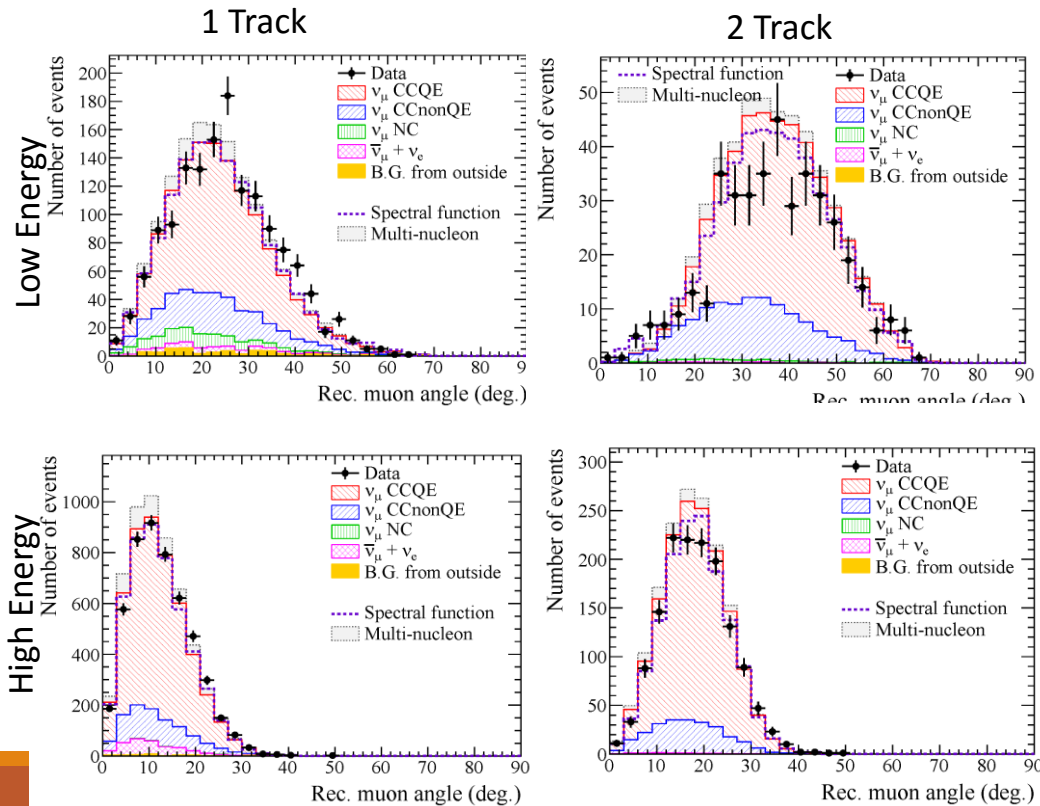 1 Track
2 Track
Low Energy
High Energy
Number of events
200
180
160
140
120
100
80
60
40
20
0
0 10 20 30 40 50 60 70 80 90
Rec. muon angle (deg.)
Data
νμ CCQE
νμ CCnonQE
νμ NC
ν̄μ + νe
B.G. from outside
Spectral function
Multi-nucleon
Number of events
50
40
30
20
10
0
0 10 20 30 40 50 60 70 80 90
Rec. muon angle (deg.)
Spectral function
Multi-nucleon
Data
νμ CCQE
νμ CCnonQE
νμ NC
ν̄μ + νe
B.G. from outside
Number of events
1000
800
600
400
200
0
0 10 20 30 40 50 60 70 80 90
Rec. muon angle (deg.)
Data
νμ CCQE
νμ CCnonQE
νμ NC
ν̄μ + νe
B.G. from outside
Spectral function
Multi-nucleon
Number of events
300
250
200
150
100
50
0
0 10 20 30 40 50 60 70 80 90
Rec. muon angle (deg.)
Data
νμ CCQE
νμ CCnonQE
νμ NC
ν̄μ + νe
B.G. from outside
Spectral function
Multi-nucleon